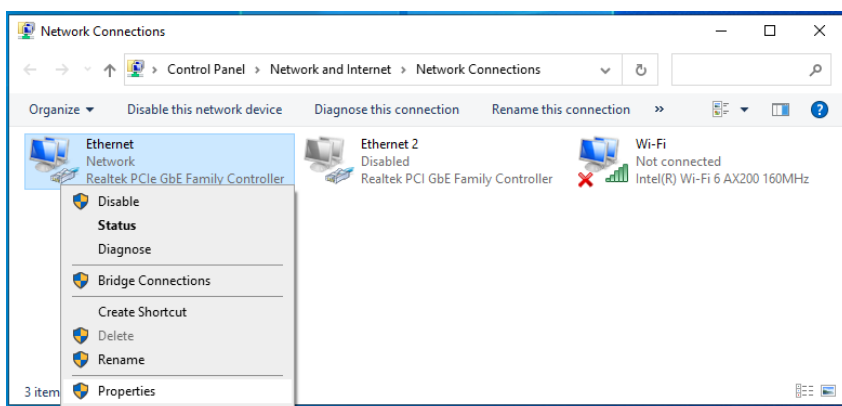 Network Connections
Control Panel > Network and Internet > Network Connections
Organize Disable this network device Diagnose this connection Rename this connection »
Ethernet
Network
Realtek PCIe GbE Family Controller
Ethernet 2
Disabled
Realtek PCI GbE Family Controller
Wi-Fi
Not connected
Intel(R) Wi-Fi 6 AX200 160MHz
Disable
Status
Diagnose
Bridge Connections
Create Shortcut
Delete
Rename
Properties
3 item